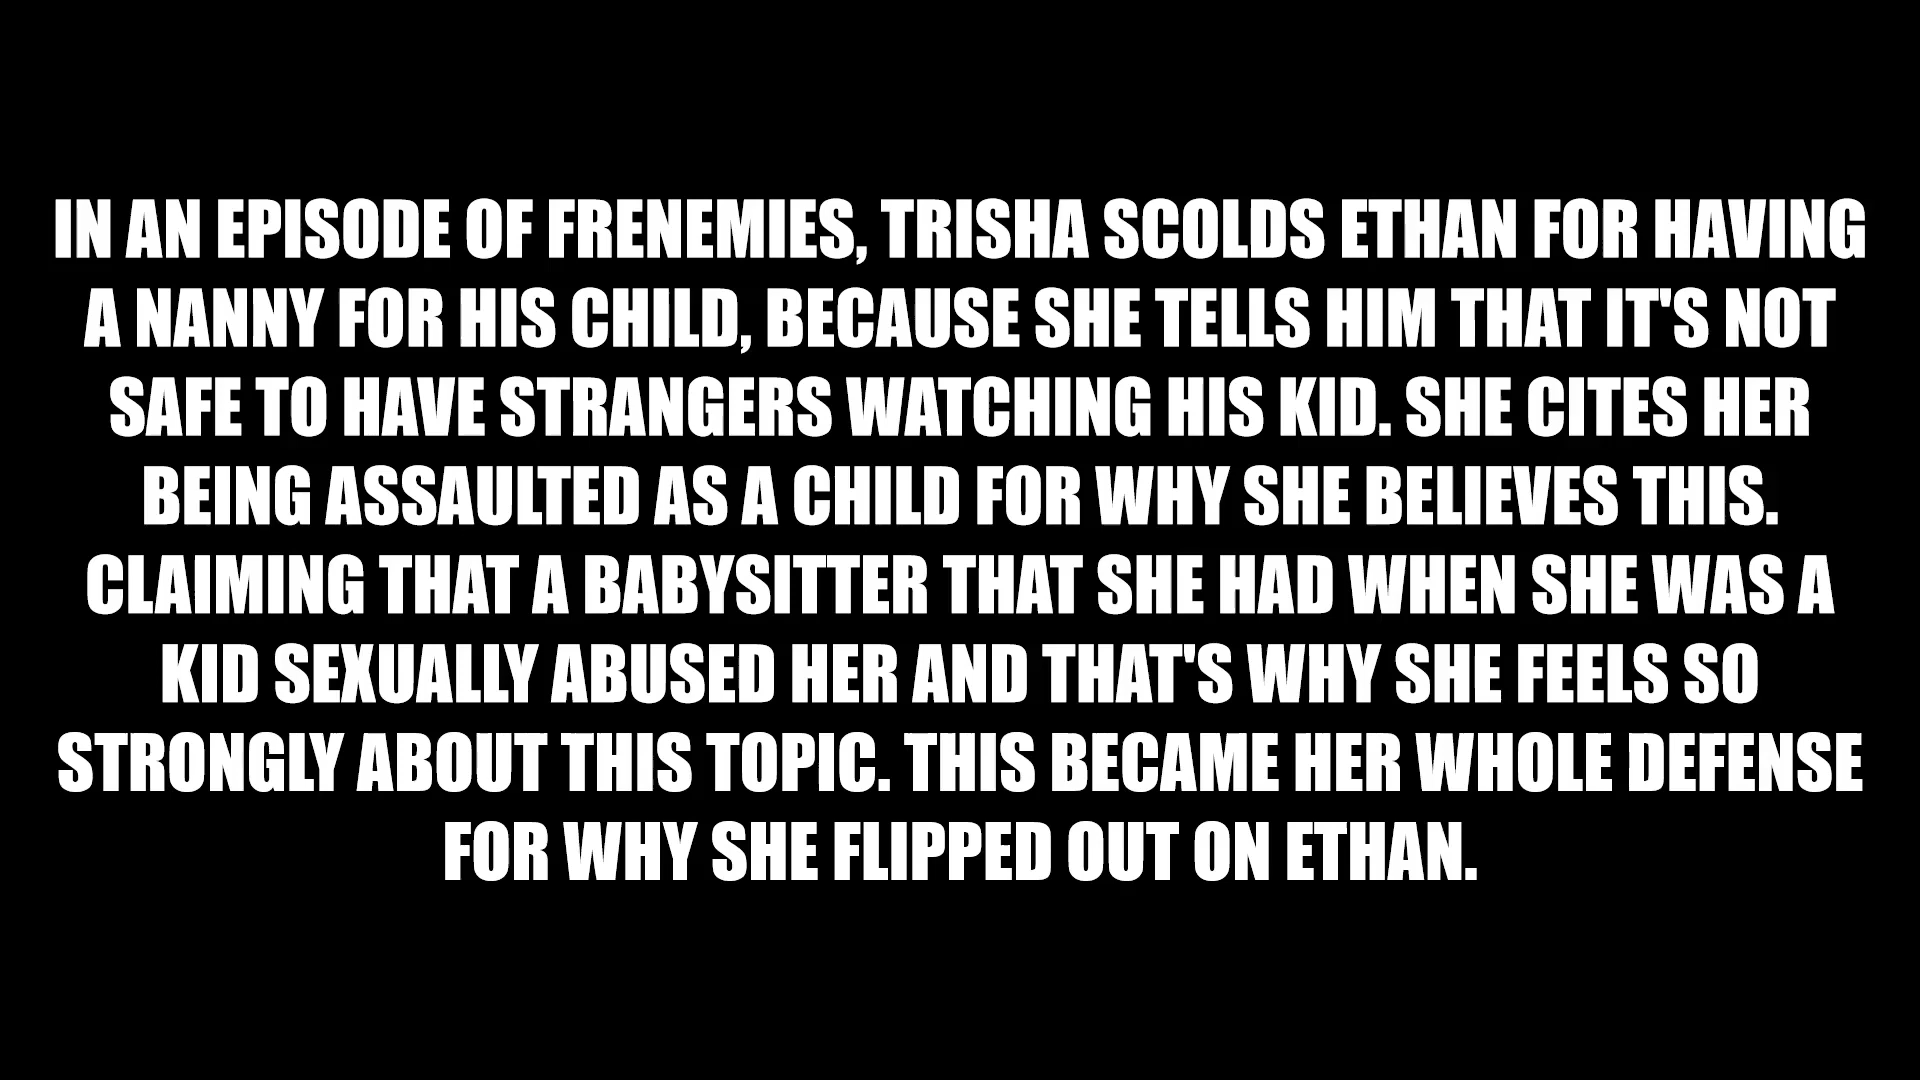 IN AN EPISODE OF FRENEMIES, TRISHA SCOLDS ETHAN FOR HAVING
A NANNY FOR HIS CHILD, BECAUSE SHE TELLS HIM THAT IT'S NOT
SAFE TO HAVE STRANGERS WATCHING HIS KID. SHE CITES HER
BEING ASSAULTED AS A CHILD FOR WHY SHE BELIEVES THIS.
CLAIMING THAT A BABYSITTER THAT SHE HAD WHEN SHE WAS A
KID SEXUALLY ABUSED HER AND THAT'S WHY SHE FEELS SO
STRONGLY ABOUT THIS TOPIC. THIS BECAME HER WHOLE DEFENSE
FOR WHY SHE FLIPPED OUT ON ETHAN.